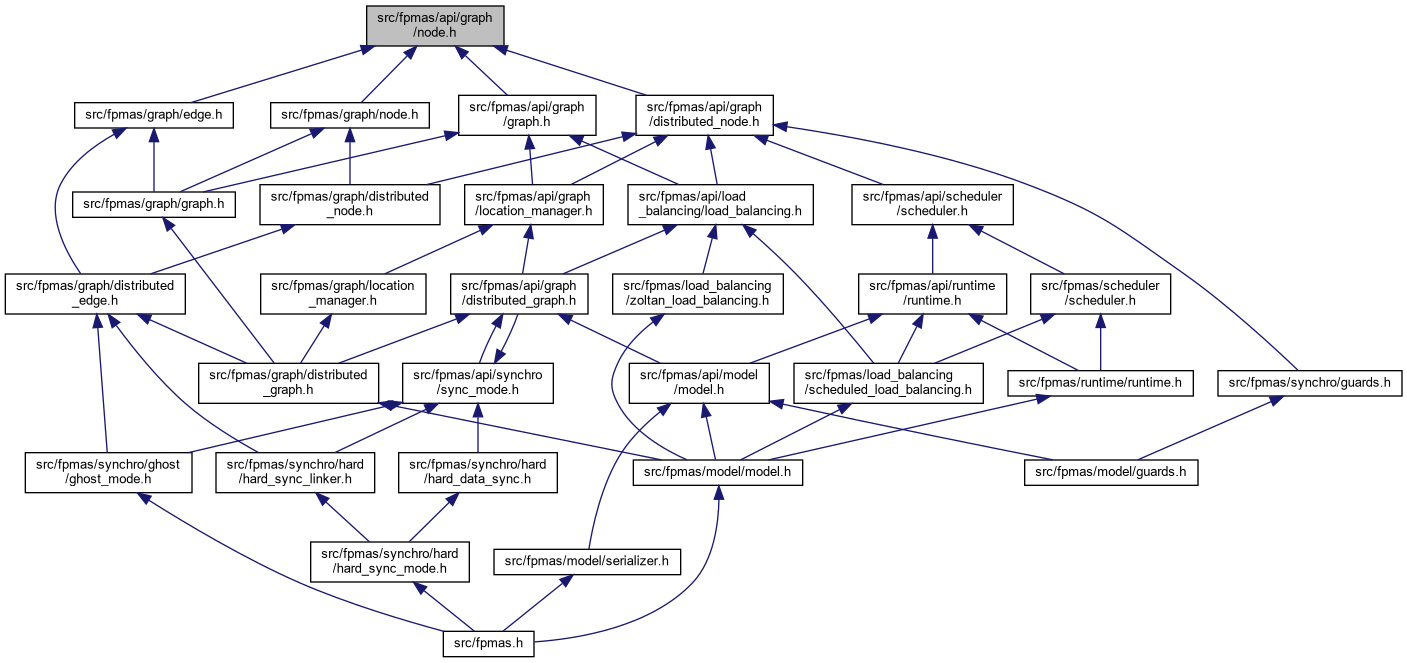 src/fpmas/api/graph
/node.h
src/fpmas/graph/edge.h
src/fpmas/graph/node.h
src/fpmas/api/graph
/graph.h
src/fpmas/api/graph
/distributed_node.h
src/fpmas/graph/graph.h
src/fpmas/graph/distributed
_node.h
src/fpmas/api/graph
/location_manager.h
src/fpmas/api/load
_balancing/load_balancing.h
src/fpmas/api/scheduler
/scheduler.h
src/fpmas/graph/distributed
_edge.h
src/fpmas/graph/location
_manager.h
src/fpmas/api/graph
/distributed_graph.h
src/fpmas/load_balancing
/zoltan_load_balancing.h
src/fpmas/api/runtime
/runtime.h
src/fpmas/scheduler
/scheduler.h
src/fpmas/graph/distributed
_graph.h
src/fpmas/api/synchro
/sync_mode.h
src/fpmas/api/model
/model.h
src/fpmas/load_balancing
/scheduled_load_balancing.h
src/fpmas/runtime/runtime.h
src/fpmas/synchro/guards.h
src/fpmas/synchro/ghost
/ghost_mode.h
src/fpmas/synchro/hard
/hard_sync_linker.h
src/fpmas/synchro/hard
/hard_data_sync.h
src/fpmas/model/model.h
src/fpmas/model/guards.h
src/fpmas/synchro/hard
/hard_sync_mode.h
src/fpmas/model/serializer.h
src/fpmas.h